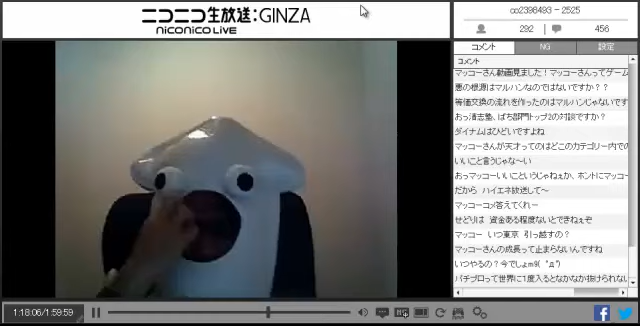 ニコニコ生放送:GINZA
niconico LIVE
co2398493 - 2525
292 456
コメント NG 設定
コメント
マッコーさん動画見ました！マッコーさんってゲーム
悪の根源はマルハンなのではないですか？？
等価交換の流れを作ったのはマルハンじゃないです
おっ清志塾、ぱち部門トップ2の対談ですか？
ダイナムはひどいですよね
マッコーさんが天才ってのはどこのカテゴリー内での
いいこと言うじゃな～い
おっマッコーいいこというじゃねぇか、ホントにマッコー
だから ハイエナ放送して～
マッコーコメ答えてくれー
せどりは 資金ある程度ないとできねぇぞ
マッコー いつ東京 引っ越すの？
マッコーさんの成長って止まらないんですね
いつやるの？今でしょm9( ﾟдﾟ)
パチプロって世界に1度入るとなかなか抜けられない
1:18:06/1:59:59